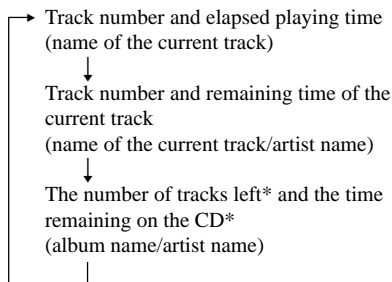 Track number and elapsed playing time
(name of the current track)
Track number and remaining time of the
current track
(name of the current track/artist name)
The number of tracks left* and the time
remaining on the CD*
(album name/artist name)